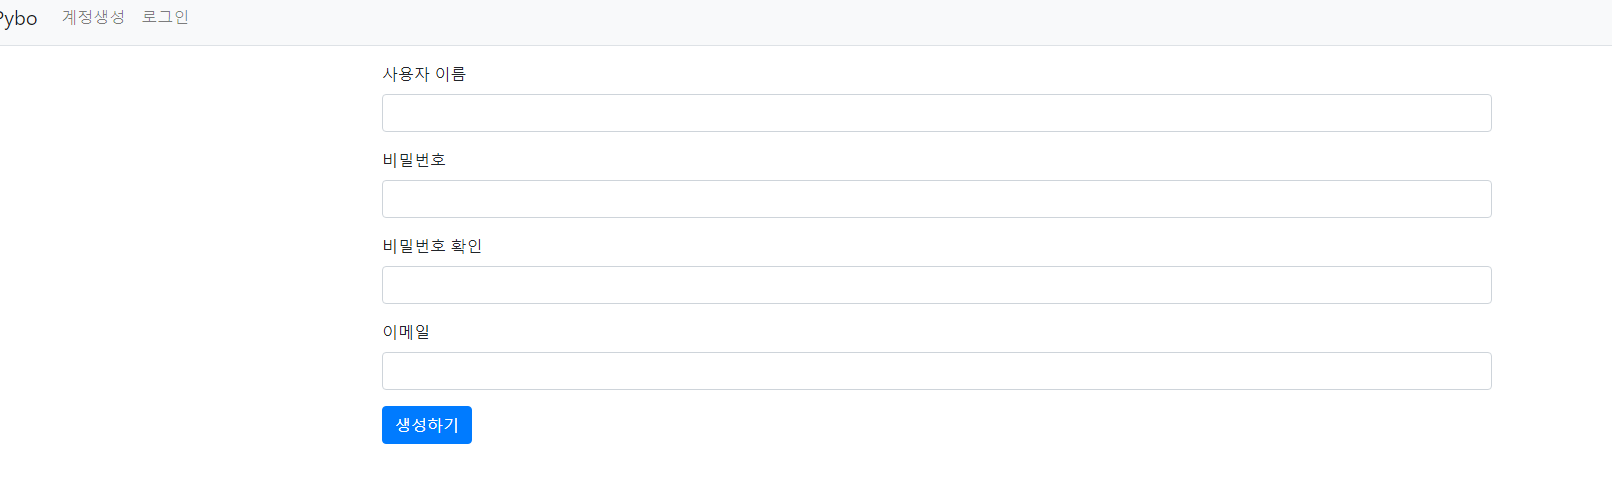 Pybo 계정생성 로그인
사용자 이름
비밀번호
비밀번호 확인
이메일
생성하기